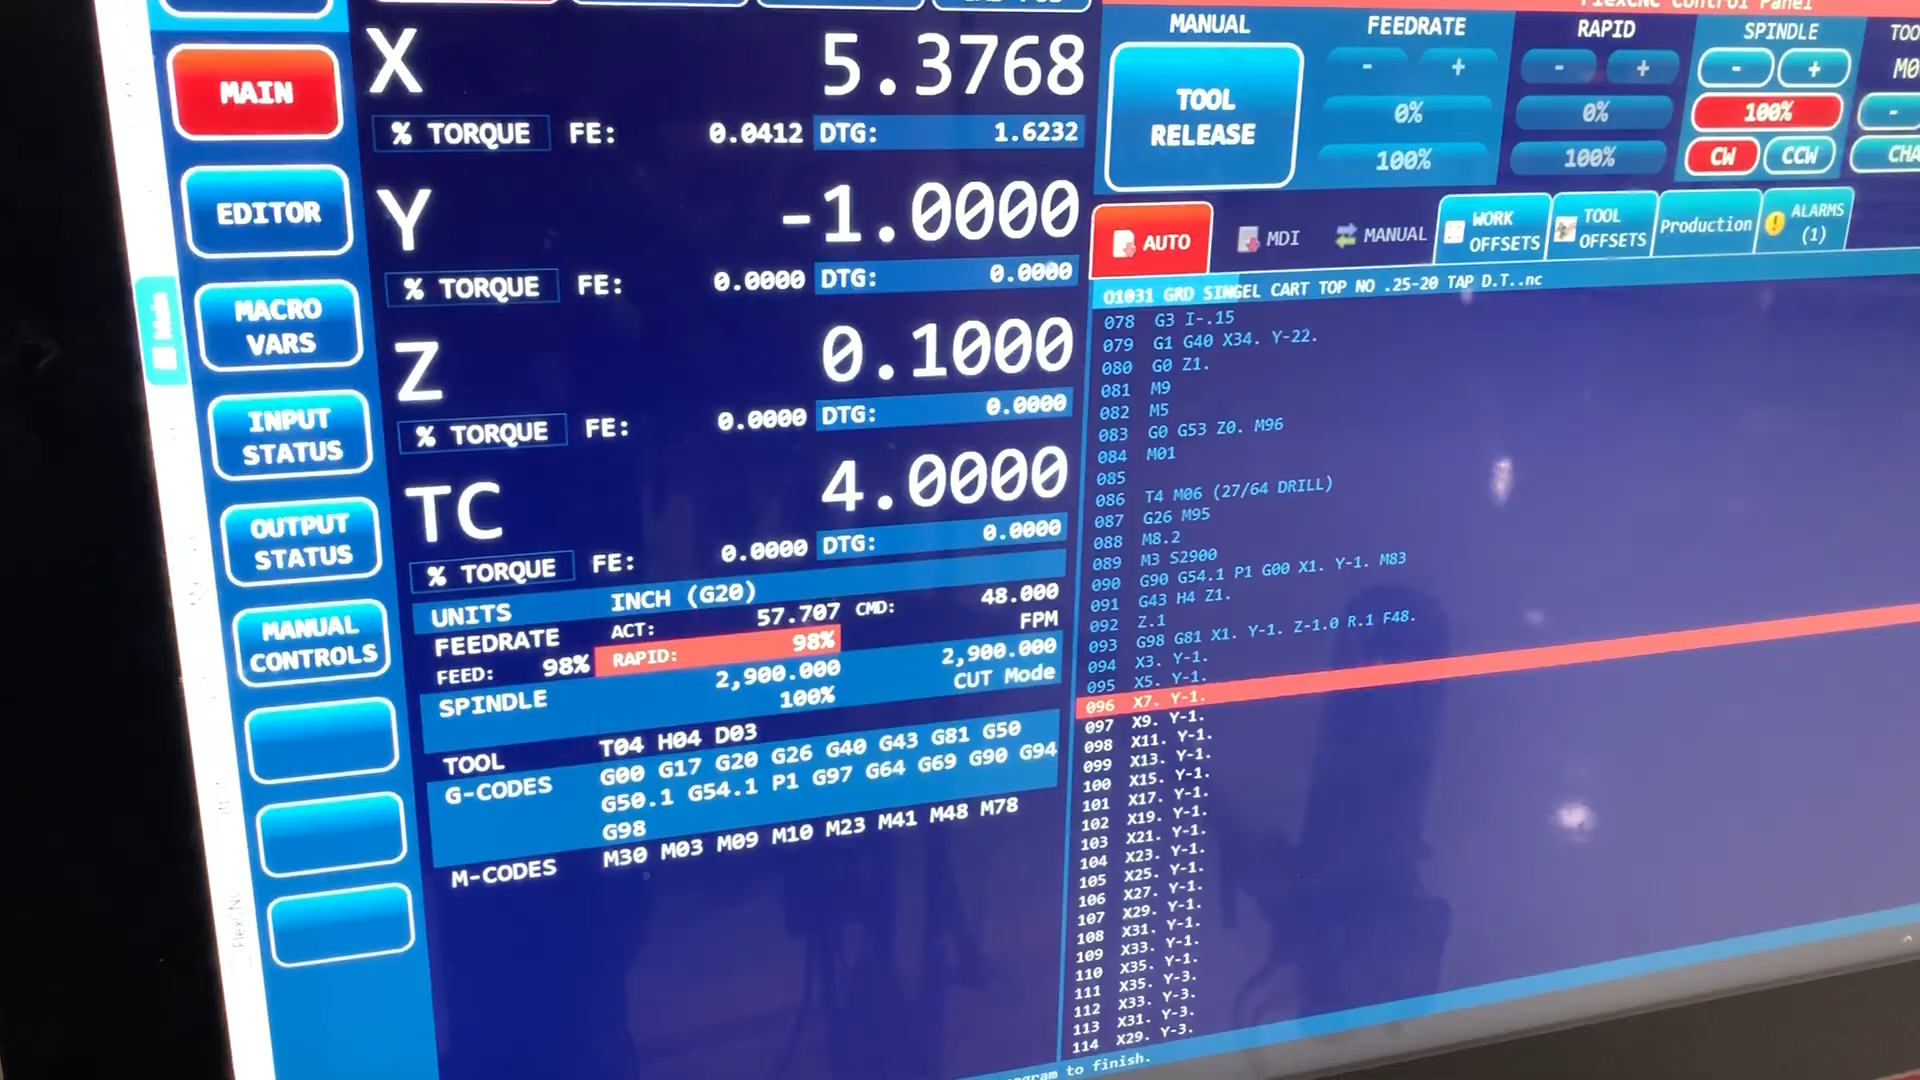 FlexCNC Control Panel
MAIN
EDITOR
MACRO
VARS
INPUT
STATUS
OUTPUT
STATUS
MANUAL
CONTROLS
FlexCNC
X 5.3768
% TORQUE FE: 0.0412 DTG: 1.6232
Y -1.0000
% TORQUE FE: 0.0000 DTG: 0.0000
Z 0.1000
% TORQUE FE: 0.0000 DTG: 0.0000
TC 4.0000
% TORQUE FE: 0.0000 DTG: 0.0000
UNITS INCH (G20)
FEEDRATE ACT: 57.707 CMD: 48.000
FEED: 98% RAPID: 98% FPM
SPINDLE 2,900.000 2,900.000
100% CUT Mode
TOOL T04 H04 D03
G-CODES G00 G17 G20 G26 G40 G43 G81 G50
G50.1 G54.1 P1 G97 G64 G69 G90 G94
G98
M-CODES M30 M03 M09 M10 M23 M41 M48 M78
MANUAL
TOOL
RELEASE
FEEDRATE
- +
0%
100%
RAPID
- +
0%
100%
SPINDLE
- +
100%
CW CCW
-
AUTO
MDI
MANUAL
WORK
OFFSETS
TOOL
OFFSETS
Production
ALARMS
(1)
O1031 GRD SINGEL CART TOP NO .25-20 TAP D.T..nc
078 G3 I-.15
079 G1 G40 X34. Y-22.
080 G0 Z1.
081 M9
082 M5
083 G0 G53 Z0. M96
084 M01
085
086 T4 M06 (27/64 DRILL)
087 G26 M95
088 M8.2
089 M3 S2900
090 G90 G54.1 P1 G00 X1. Y-1. M83
091 G43 H4 Z1.
092 Z.1
093 G98 G81 X1. Y-1. Z-1.0 R.1 F48.
094 X3. Y-1.
095 X5. Y-1.
096 X7. Y-1.
097 X9. Y-1.
098 X11. Y-1.
099 X13. Y-1.
100 X15. Y-1.
101 X17. Y-1.
102 X19. Y-1.
103 X21. Y-1.
104 X23. Y-1.
105 X25. Y-1.
106 X27. Y-1.
107 X29. Y-1.
108 X31. Y-1.
109 X33. Y-1.
110 X35. Y-1.
111 X35. Y-3.
112 X33. Y-3.
113 X31. Y-3.
114 X29. Y-3.
to finish.